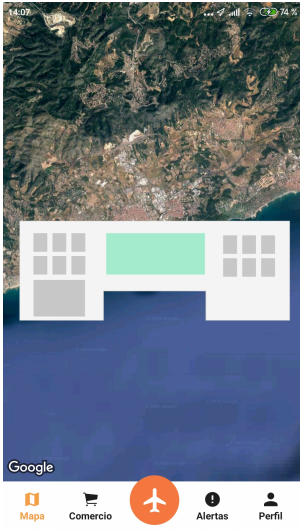 14:07 ... 74 %
Google
Mapa Comercio Alertas Perfil